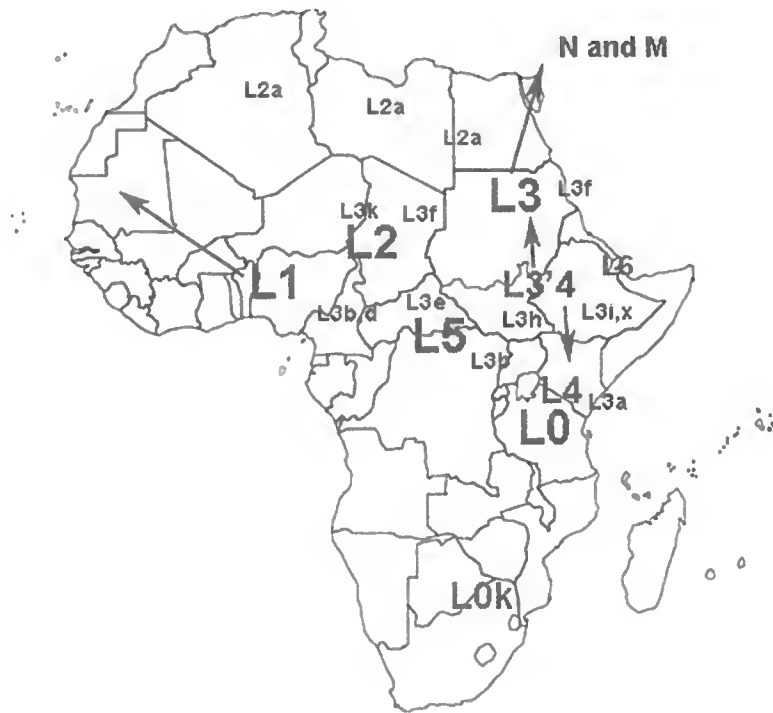 N and M
L2a
L2a
L2a
L3
L3f
L3k
L3f
L2
L1
L3'4
L6
L3e
L3b/d
L3i,x
L3h
L5
L3b
L4
L3a
L0
L0k